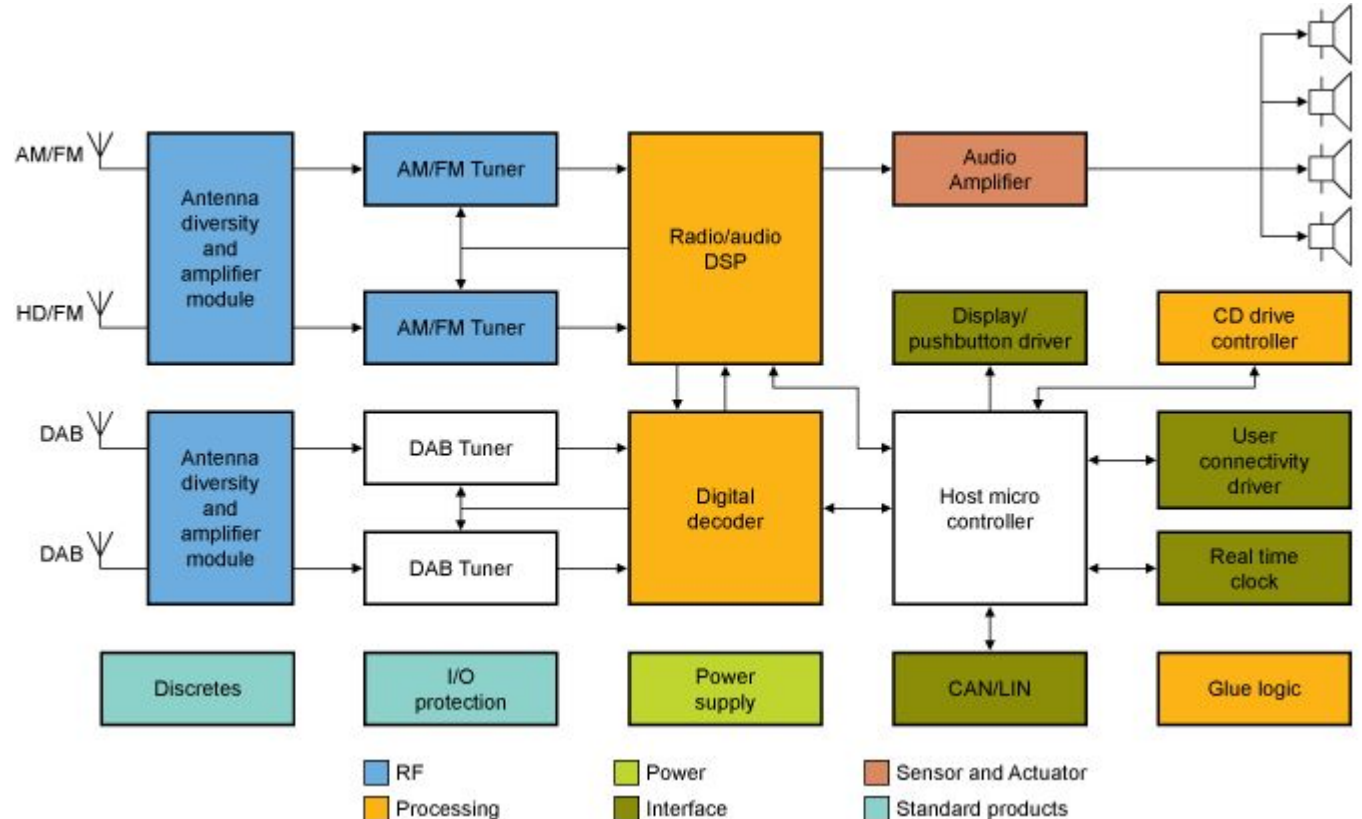 AM/FM
Antenna
diversity
and
amplifier
module
AM/FM Tuner
Radio/audio
DSP
Audio
Amplifier
HD/FM
AM/FM Tuner
Display/
pushbutton driver
CD drive
controller
DAB
Antenna
diversity
and
amplifier
module
DAB Tuner
Digital
decoder
Host micro
controller
User
connectivity
driver
DAB
DAB Tuner
Real time
clock
Discretes
I/O
protection
Power
supply
CAN/LIN
Glue logic
RF
Power
Sensor and Actuator
Processing
Interface
Standard products